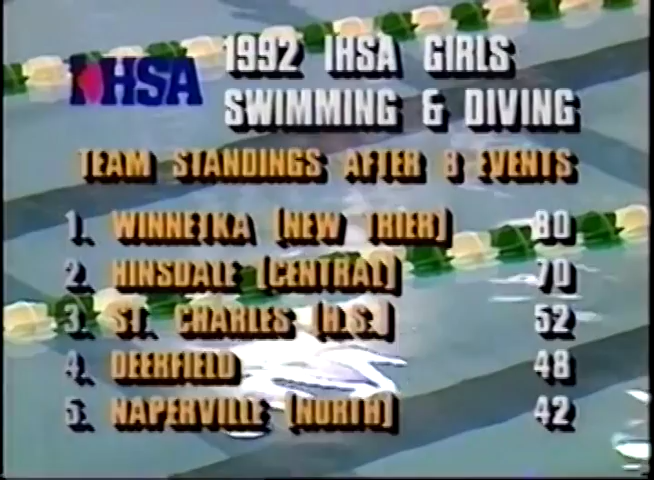 IHSA
1992 IHSA GIRLS
SWIMMING & DIVING
TEAM STANDINGS AFTER 8 EVENTS
1. WINNETKA (NEW TRIER) 80
2. HINSDALE (CENTRAL) 70
3. ST. CHARLES (H.S.) 52
4. DEERFIELD 48
5. NAPERVILLE (NORTH) 42